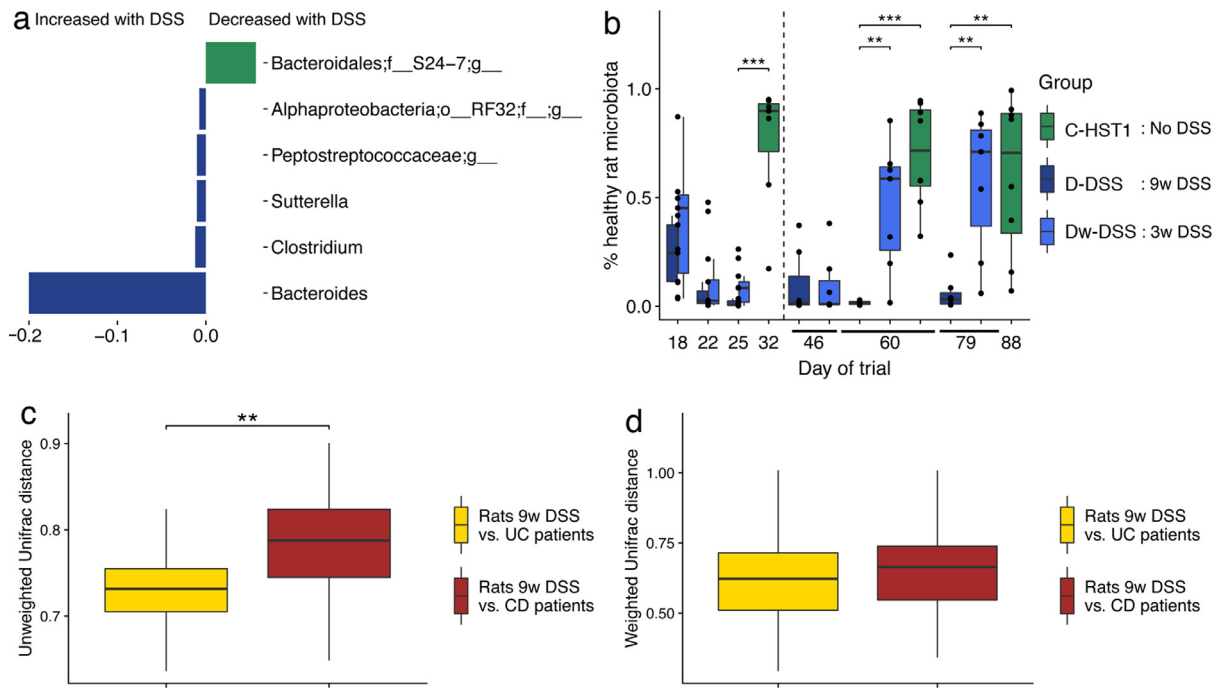 a
Increased with DSS
Decreased with DSS
Bacteroidales;f__S24−7;g__
Alphaproteobacteria;o__RF32;f__;g__
Peptostreptococcaceae;g__
Sutterella
Clostridium
Bacteroides
−0.2
−0.1
0.0
b
% healthy rat microbiota
1.0
0.5
0.0
***
***
**
**
**
18
22
25
32
46
60
79
88
Day of trial
Group
C-HST1 : No DSS
D-DSS : 9w DSS
Dw-DSS : 3w DSS
c
Unweighted Unifrac distance
0.9
0.8
0.7
**
Rats 9w DSS
vs. UC patients
Rats 9w DSS
vs. CD patients
d
Weighted Unifrac distance
1.00
0.75
0.50
Rats 9w DSS
vs. UC patients
Rats 9w DSS
vs. CD patients